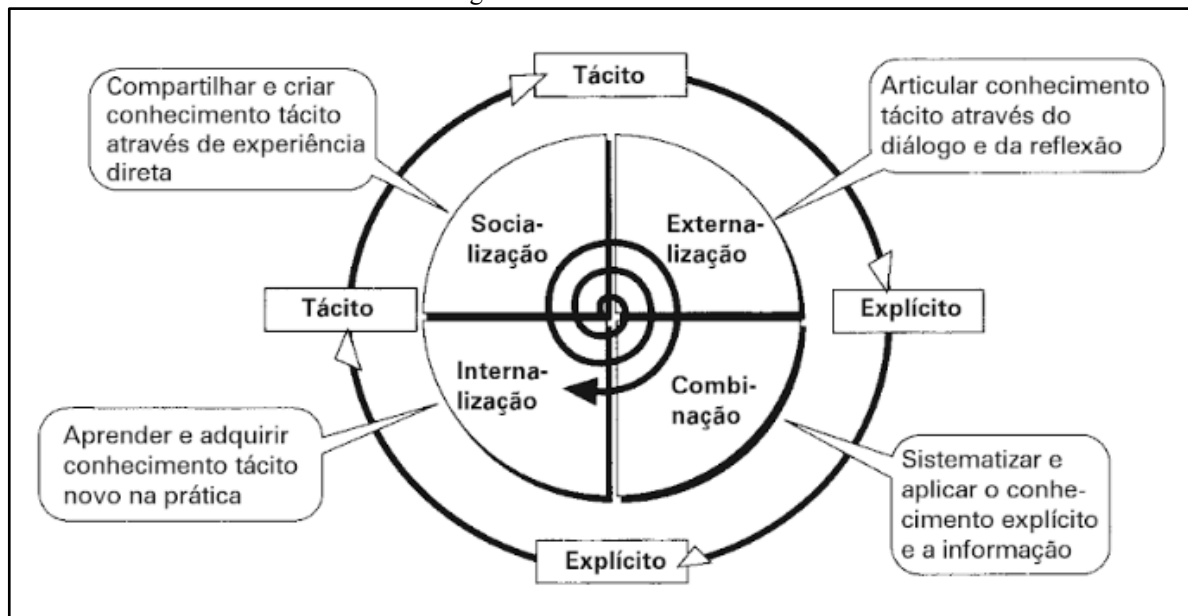 Tácito
Compartilhar e criar
conhecimento tácito
através de experiência
direta
Articular conhecimento
tácito através do
diálogo e da reflexão
Socia-
lização
Externa-
lização
Tácito
Explícito
Interna-
lização
Combi-
nação
Aprender e adquirir
conhecimento tácito
novo na prática
Sistematizar e
aplicar o conhe-
cimento explícito
e a informação
Explícito